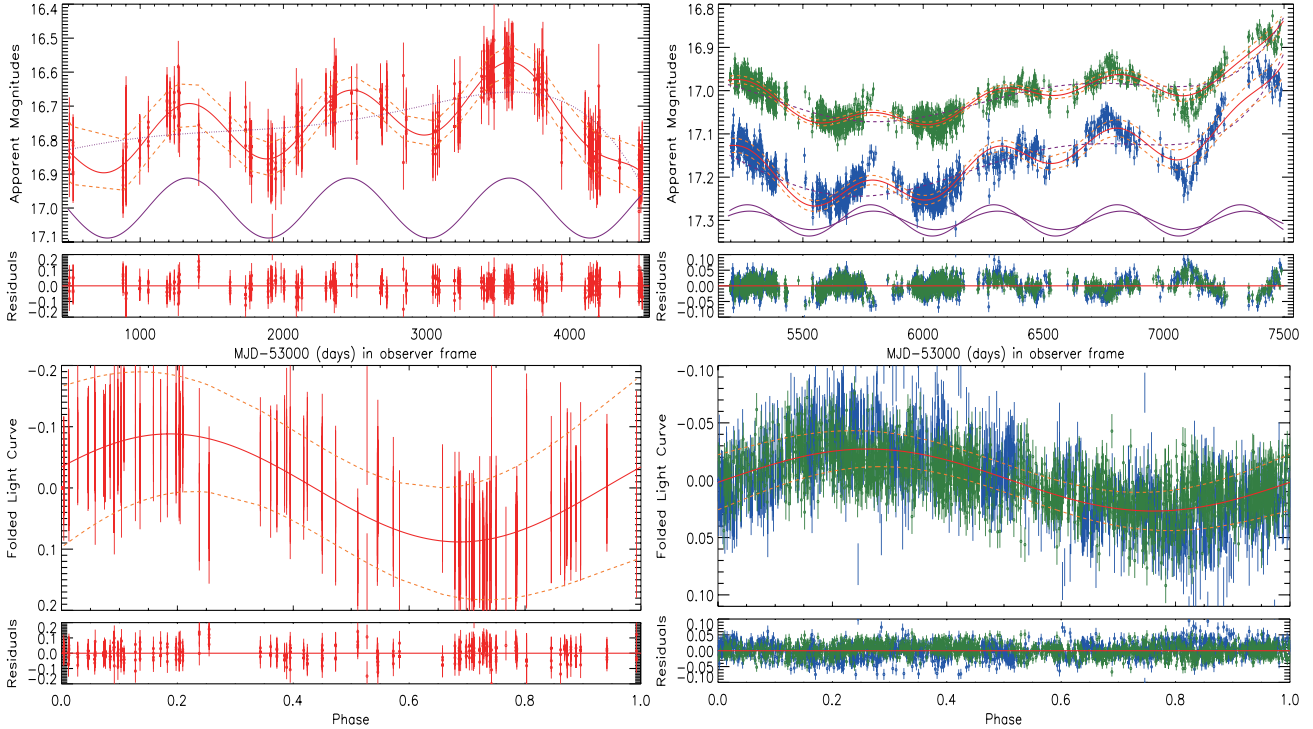 16.4
16.5
16.6
16.7
16.8
16.9
17.0
17.1
Apparent Magnitudes
0.2
0.1
0.0
-0.1
-0.2
Residuals
1000 2000 3000 4000
MJD-53000 (days) in observer frame
16.8
16.9
17.0
17.1
17.2
17.3
Apparent Magnitudes
0.10
0.05
0.00
-0.05
-0.10
Residuals
5500 6000 6500 7000 7500
MJD-53000 (days) in observer frame
-0.2
-0.1
0.0
0.1
0.2
Folded Light Curve
0.2
0.1
0.0
-0.1
-0.2
Residuals
0.0 0.2 0.4 0.6 0.8 1.0
Phase
-0.10
-0.05
0.00
0.05
0.10
Folded Light Curve
0.10
0.05
0.00
-0.05
-0.10
Residuals
0.0 0.2 0.4 0.6 0.8 1.0
Phase